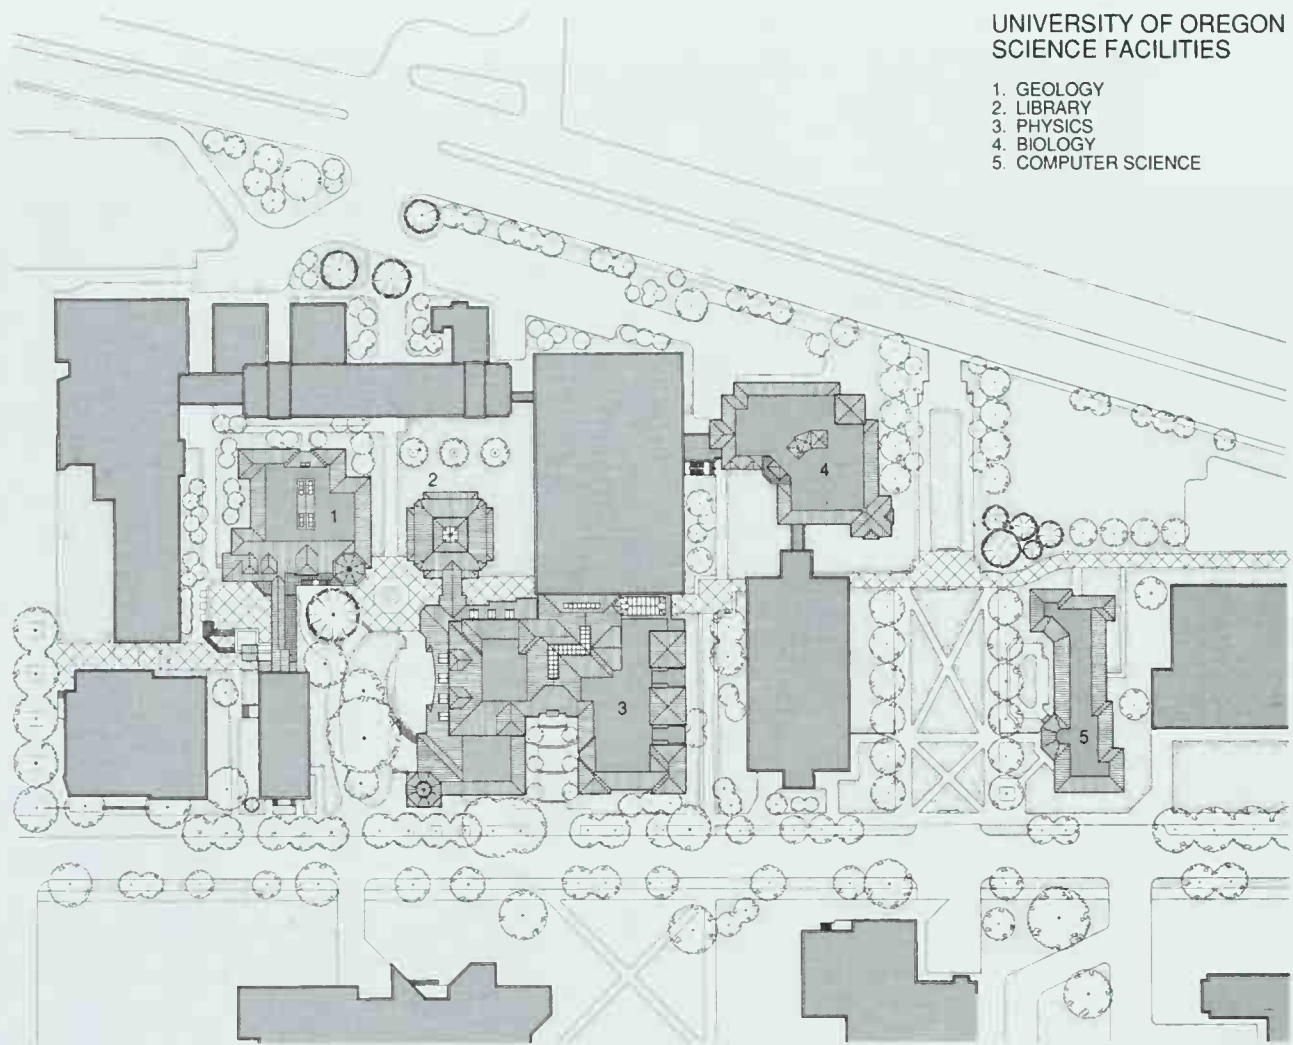 UNIVERSITY OF OREGON
SCIENCE FACILITIES
1. GEOLOGY
2. LIBRARY
3. PHYSICS
4. BIOLOGY
5. COMPUTER SCIENCE
2
1
4
3
5